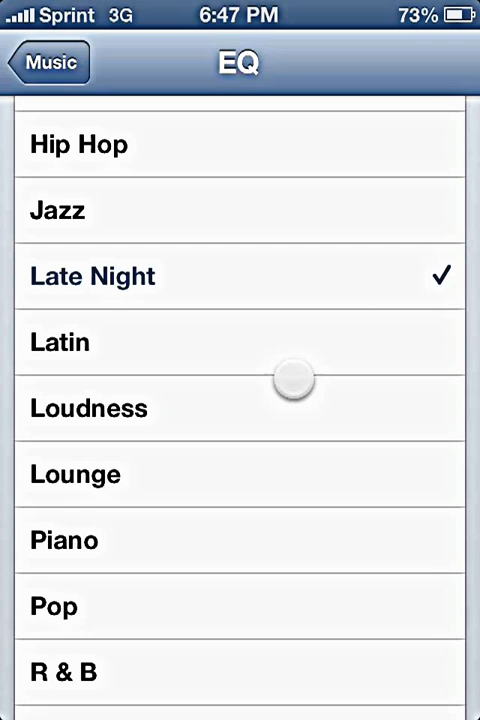 Sprint 3G 6:47 PM 73%
Music EQ
Hip Hop
Jazz
Late Night
Latin
Loudness
Lounge
Piano
Pop
R & B